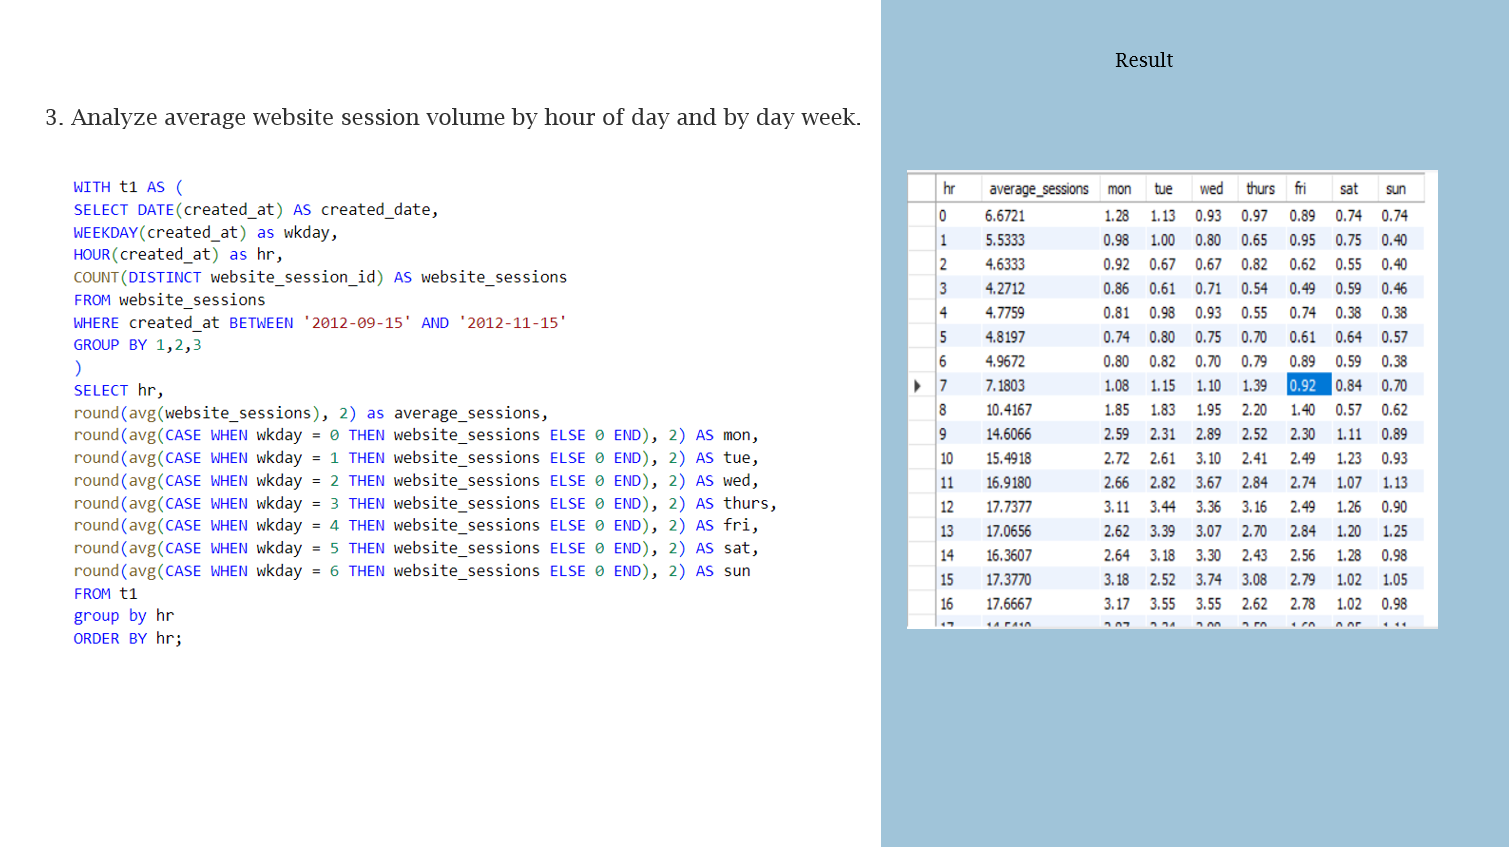 3. Analyze average website session volume by hour of day and by day week.
WITH t1 AS (
SELECT DATE(created_at) AS created_date,
WEEKDAY(created_at) as wkday,
HOUR(created_at) as hr,
COUNT(DISTINCT website_session_id) AS website_sessions
FROM website_sessions
WHERE created_at BETWEEN '2012-09-15' AND '2012-11-15'
GROUP BY 1,2,3
)
SELECT hr,
round(avg(website_sessions), 2) as average_sessions,
round(avg(CASE WHEN wkday = 0 THEN website_sessions ELSE 0 END), 2) AS mon,
round(avg(CASE WHEN wkday = 1 THEN website_sessions ELSE 0 END), 2) AS tue,
round(avg(CASE WHEN wkday = 2 THEN website_sessions ELSE 0 END), 2) AS wed,
round(avg(CASE WHEN wkday = 3 THEN website_sessions ELSE 0 END), 2) AS thurs,
round(avg(CASE WHEN wkday = 4 THEN website_sessions ELSE 0 END), 2) AS fri,
round(avg(CASE WHEN wkday = 5 THEN website_sessions ELSE 0 END), 2) AS sat,
round(avg(CASE WHEN wkday = 6 THEN website_sessions ELSE 0 END), 2) AS sun
FROM t1
group by hr
ORDER BY hr;
Result
hr average_sessions mon tue wed thurs fri sat sun
0 6.6721 1.28 1.13 0.93 0.97 0.89 0.74 0.74
1 5.5333 0.98 1.00 0.80 0.65 0.95 0.75 0.40
2 4.6333 0.92 0.67 0.67 0.82 0.62 0.55 0.40
3 4.2712 0.86 0.61 0.71 0.54 0.49 0.59 0.46
4 4.7759 0.81 0.98 0.93 0.55 0.74 0.38 0.38
5 4.8197 0.74 0.80 0.75 0.70 0.61 0.64 0.57
6 4.9672 0.80 0.82 0.70 0.79 0.89 0.59 0.38
7 7.1803 1.08 1.15 1.10 1.39 0.92 0.84 0.70
8 10.4167 1.85 1.83 1.95 2.20 1.40 0.57 0.62
9 14.6066 2.59 2.31 2.89 2.52 2.30 1.11 0.89
10 15.4918 2.72 2.61 3.10 2.41 2.49 1.23 0.93
11 16.9180 2.66 2.82 3.67 2.84 2.74 1.07 1.13
12 17.7377 3.11 3.44 3.36 3.16 2.49 1.26 0.90
13 17.0656 2.62 3.39 3.07 2.70 2.84 1.20 1.25
14 16.3607 2.64 3.18 3.30 2.43 2.56 1.28 0.98
15 17.3770 3.18 2.52 3.74 3.08 2.79 1.02 1.05
16 17.6667 3.17 3.55 3.55 2.62 2.78 1.02 0.98